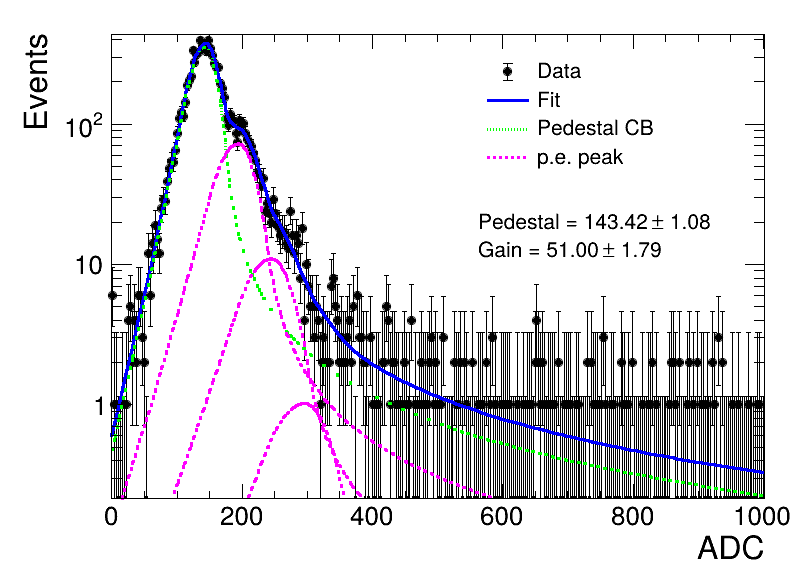 Events
10²
10
1
Data
Fit
Pedestal CB
p.e. peak
Pedestal = 143.42 ± 1.08
Gain = 51.00 ± 1.79
0 200 400 600 800 1000
ADC